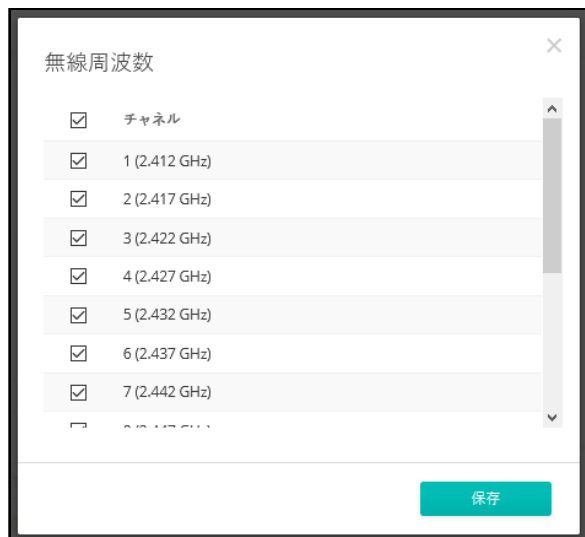 無線周波数
チャネル
1 (2.412 GHz)
2 (2.417 GHz)
3 (2.422 GHz)
4 (2.427 GHz)
5 (2.432 GHz)
6 (2.437 GHz)
7 (2.442 GHz)
保存